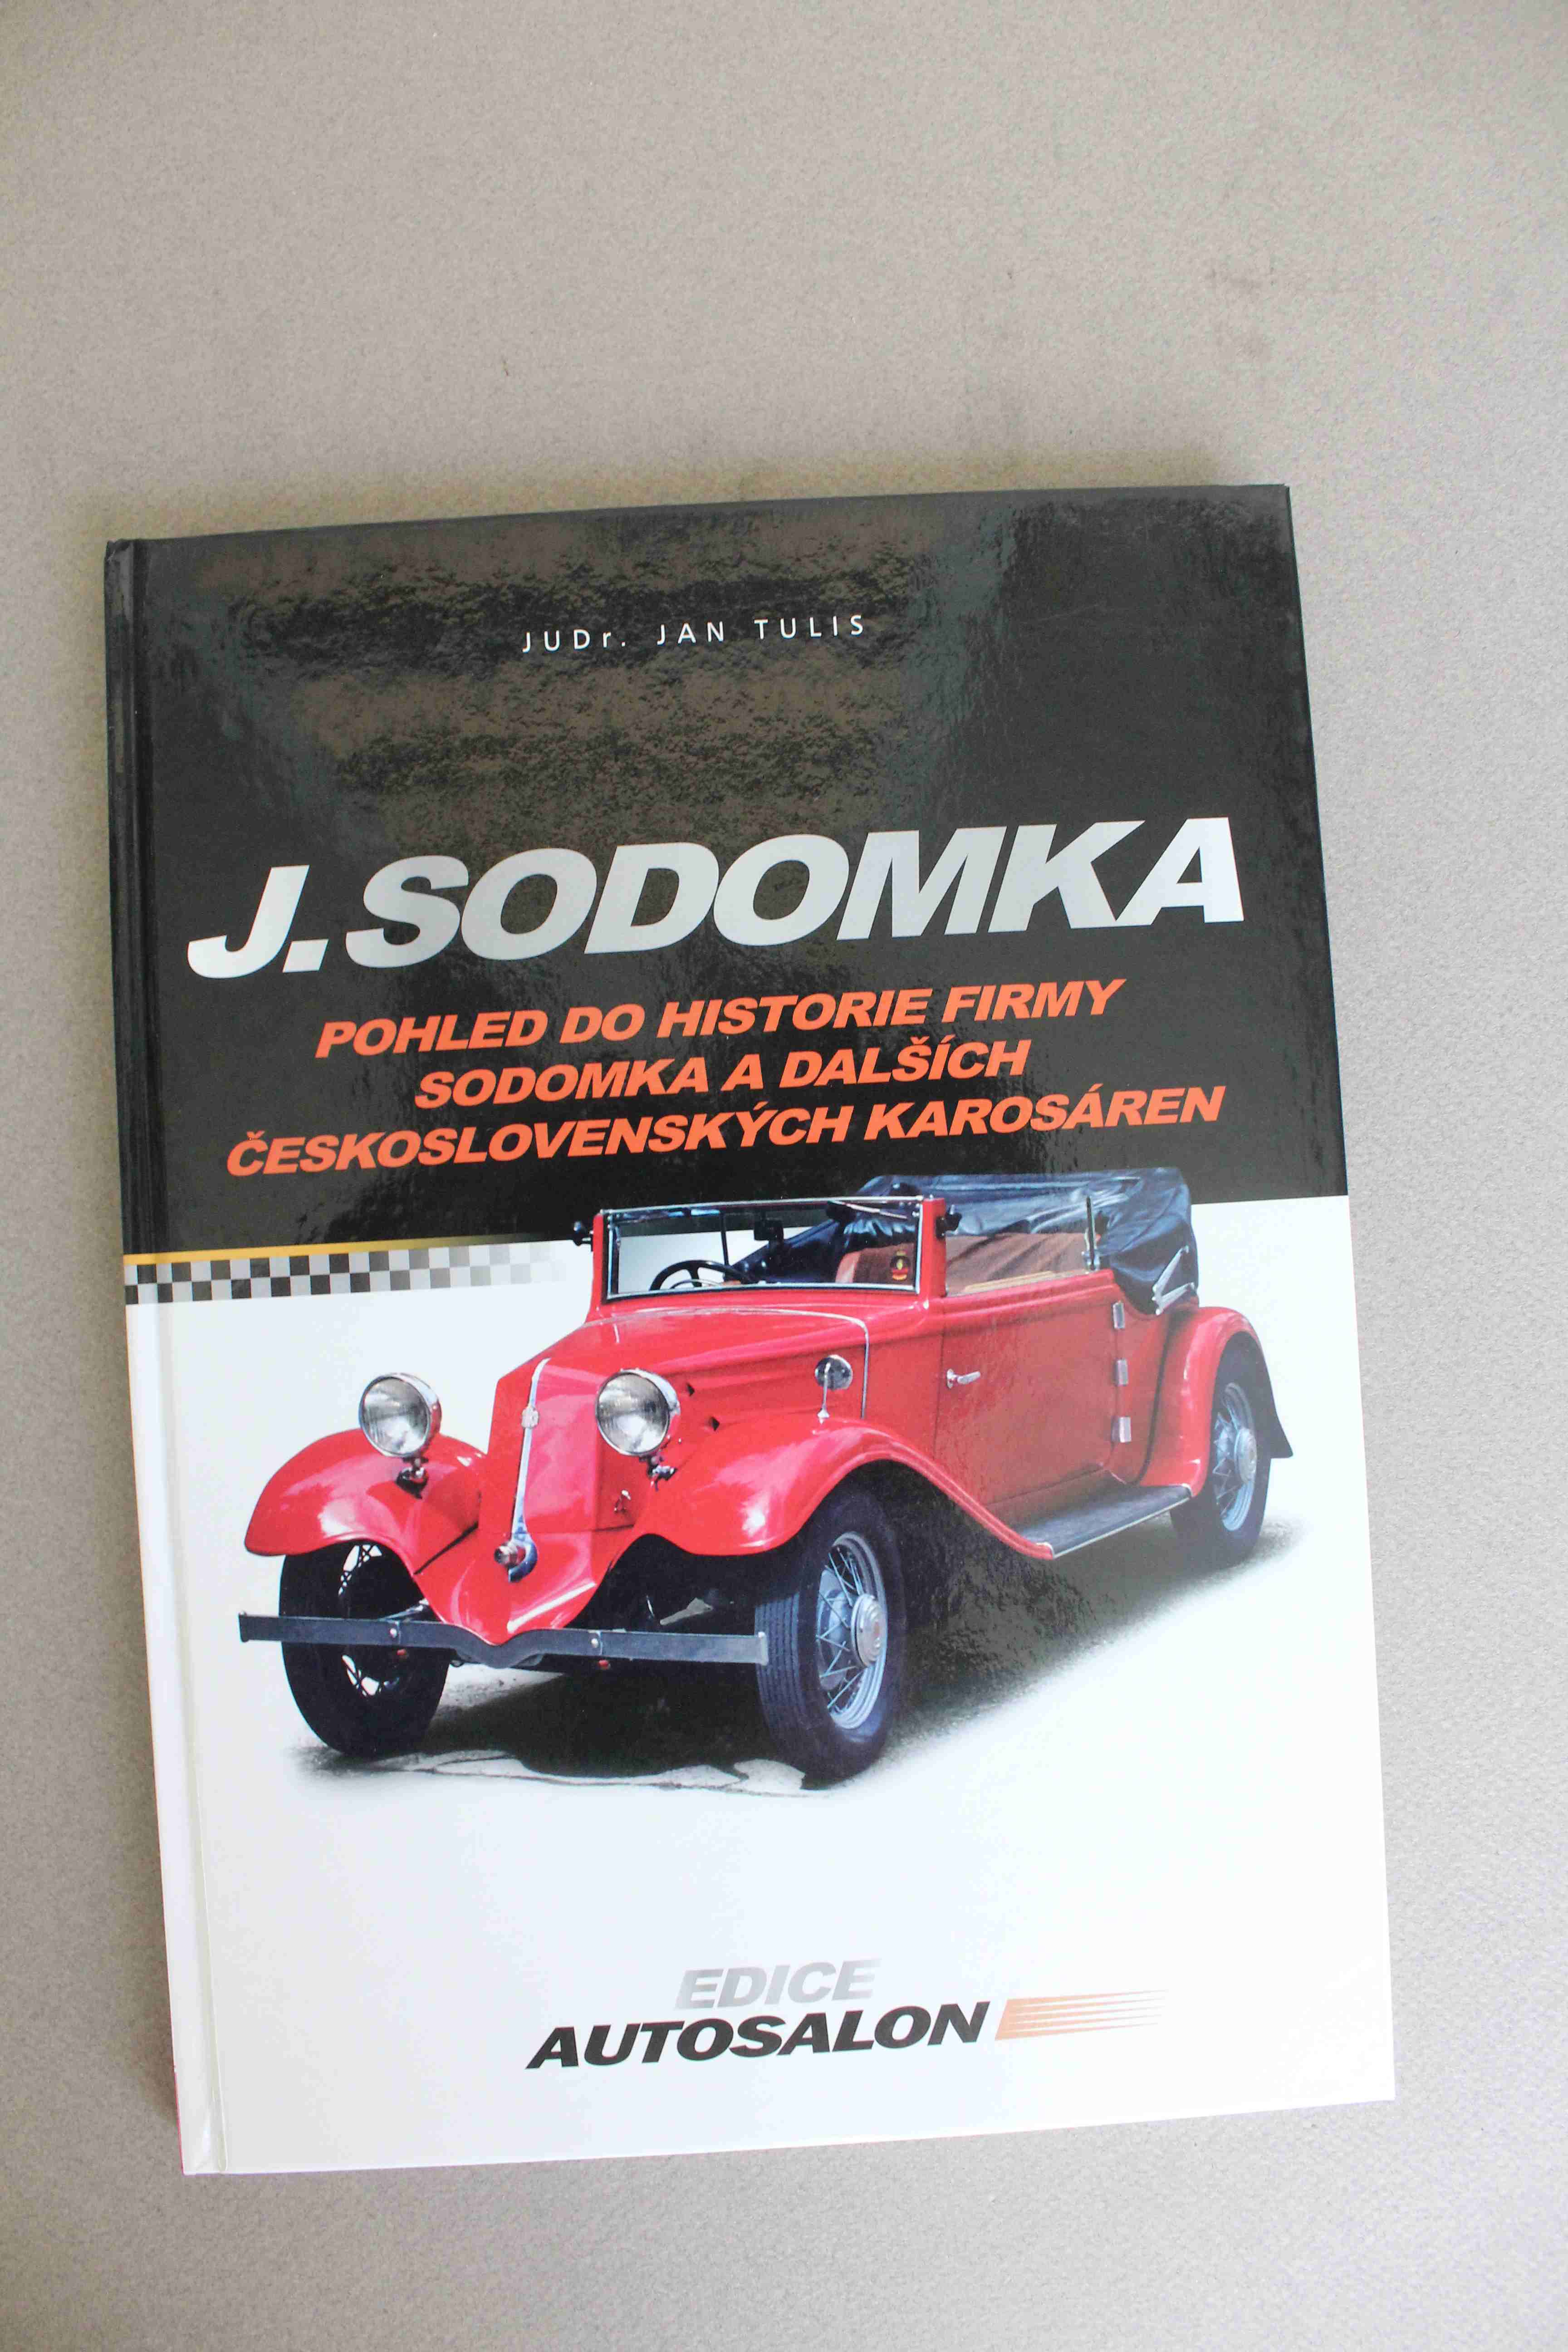 JUDr. JAN TULIS
J.SODOMKA
POHLED DO HISTORIE FIRMY
SODOMKA A DALŠÍCH
ČESKOSLOVENSKÝCH KAROSÁREN
EDICE
AUTOSALON